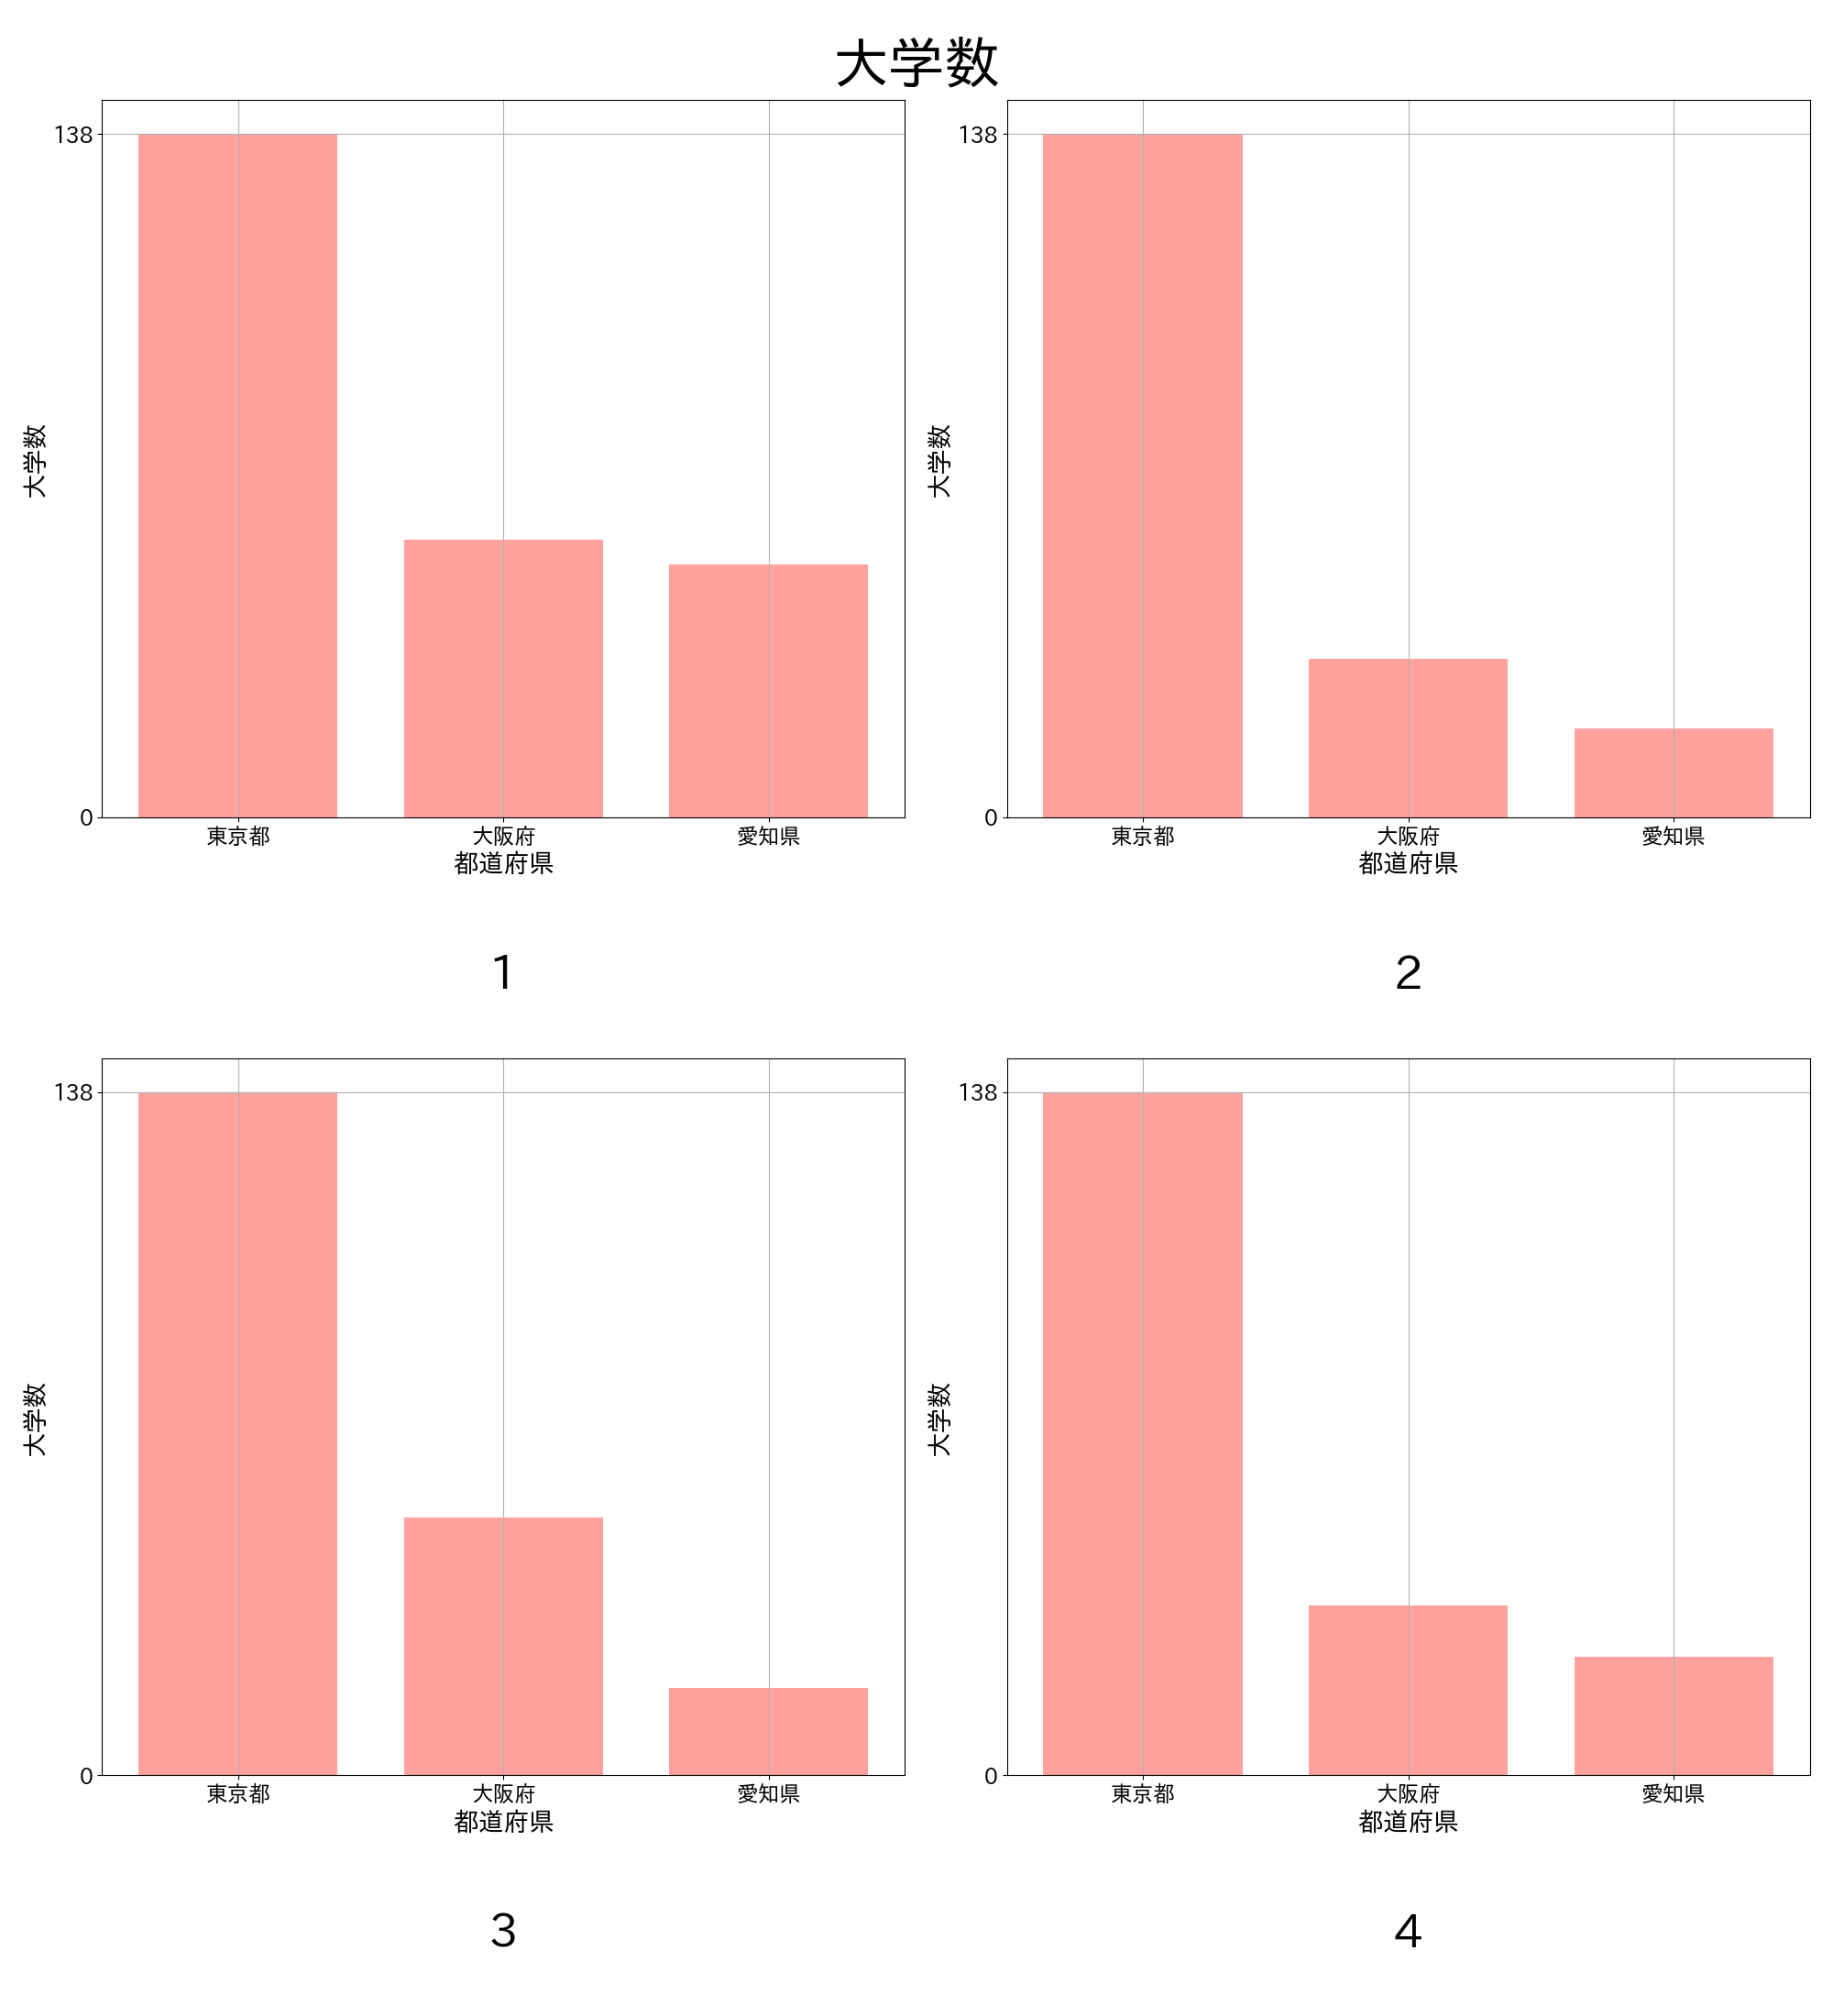 大学数
138
0
大学数
東京都 大阪府 愛知県
都道府県
1
138
0
大学数
東京都 大阪府 愛知県
都道府県
2
138
0
大学数
東京都 大阪府 愛知県
都道府県
3
138
0
大学数
東京都 大阪府 愛知県
都道府県
4